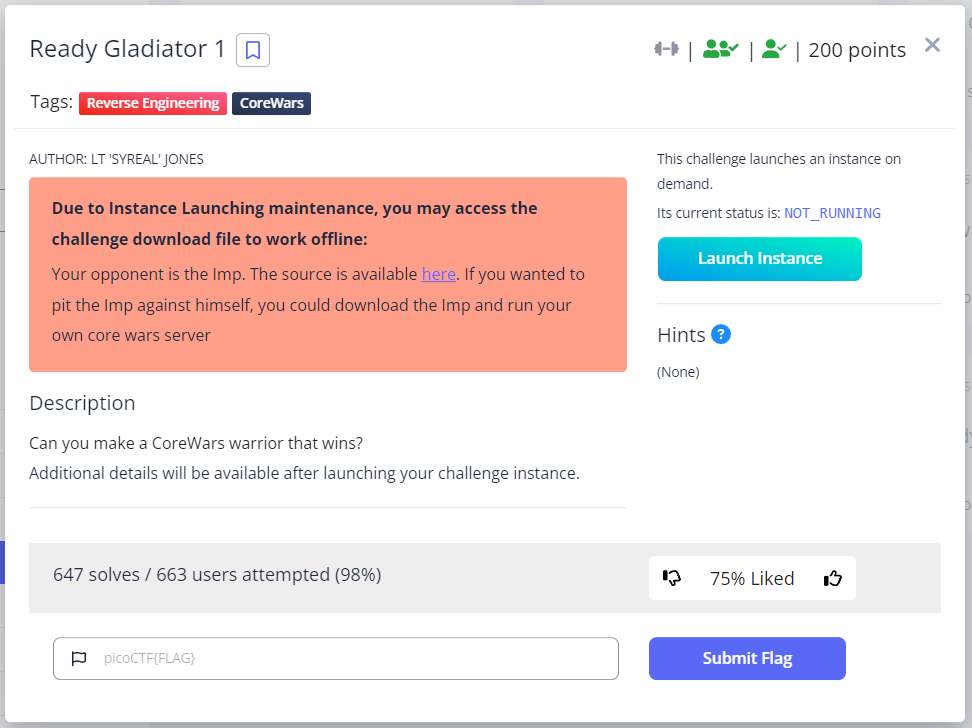 Ready Gladiator 1
| | | 200 points
Tags: Reverse Engineering CoreWars
AUTHOR: LT 'SYREAL' JONES
Due to Instance Launching maintenance, you may access the
challenge download file to work offline:
Your opponent is the Imp. The source is available here. If you wanted to
pit the Imp against himself, you could download the Imp and run your
own core wars server
Description
Can you make a CoreWars warrior that wins?
Additional details will be available after launching your challenge instance.
This challenge launches an instance on
demand.
Its current status is: NOT_RUNNING
Launch Instance
Hints ?
(None)
647 solves / 663 users attempted (98%)
75% Liked
picoCTF{FLAG}
Submit Flag